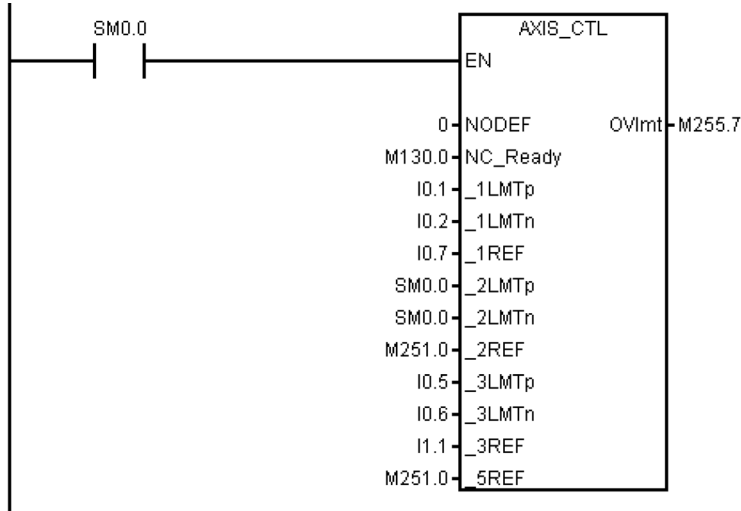 SM0.0 AXIS_CTL
EN
0 NODEF OVlmt M255.7
M130.0 NC_Ready
I0.1 _1LMTp
I0.2 _1LMTn
I0.7 _1REF
SM0.0 _2LMTp
SM0.0 _2LMTn
M251.0 _2REF
I0.5 _3LMTp
I0.6 _3LMTn
I1.1 _3REF
M251.0 _5REF